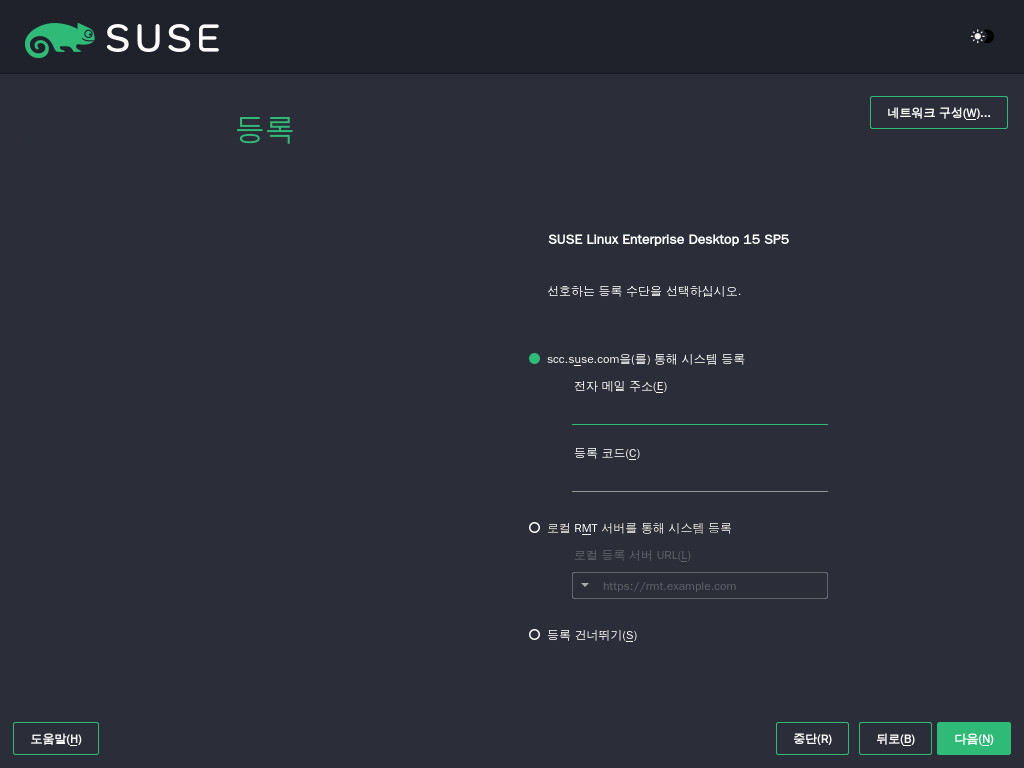 SUSE
네트워크 구성(W)...
등록
SUSE Linux Enterprise Desktop 15 SP5
선호하는 등록 수단을 선택하십시오.
scc.suse.com을(를) 통해 시스템 등록
전자 메일 주소(E)
등록 코드(C)
로컬 RMT 서버를 통해 시스템 등록
로컬 등록 서버 URL(L)
https://rmt.example.com
등록 건너뛰기(S)
도움말(H)
중단(R)
뒤로(B)
다음(N)